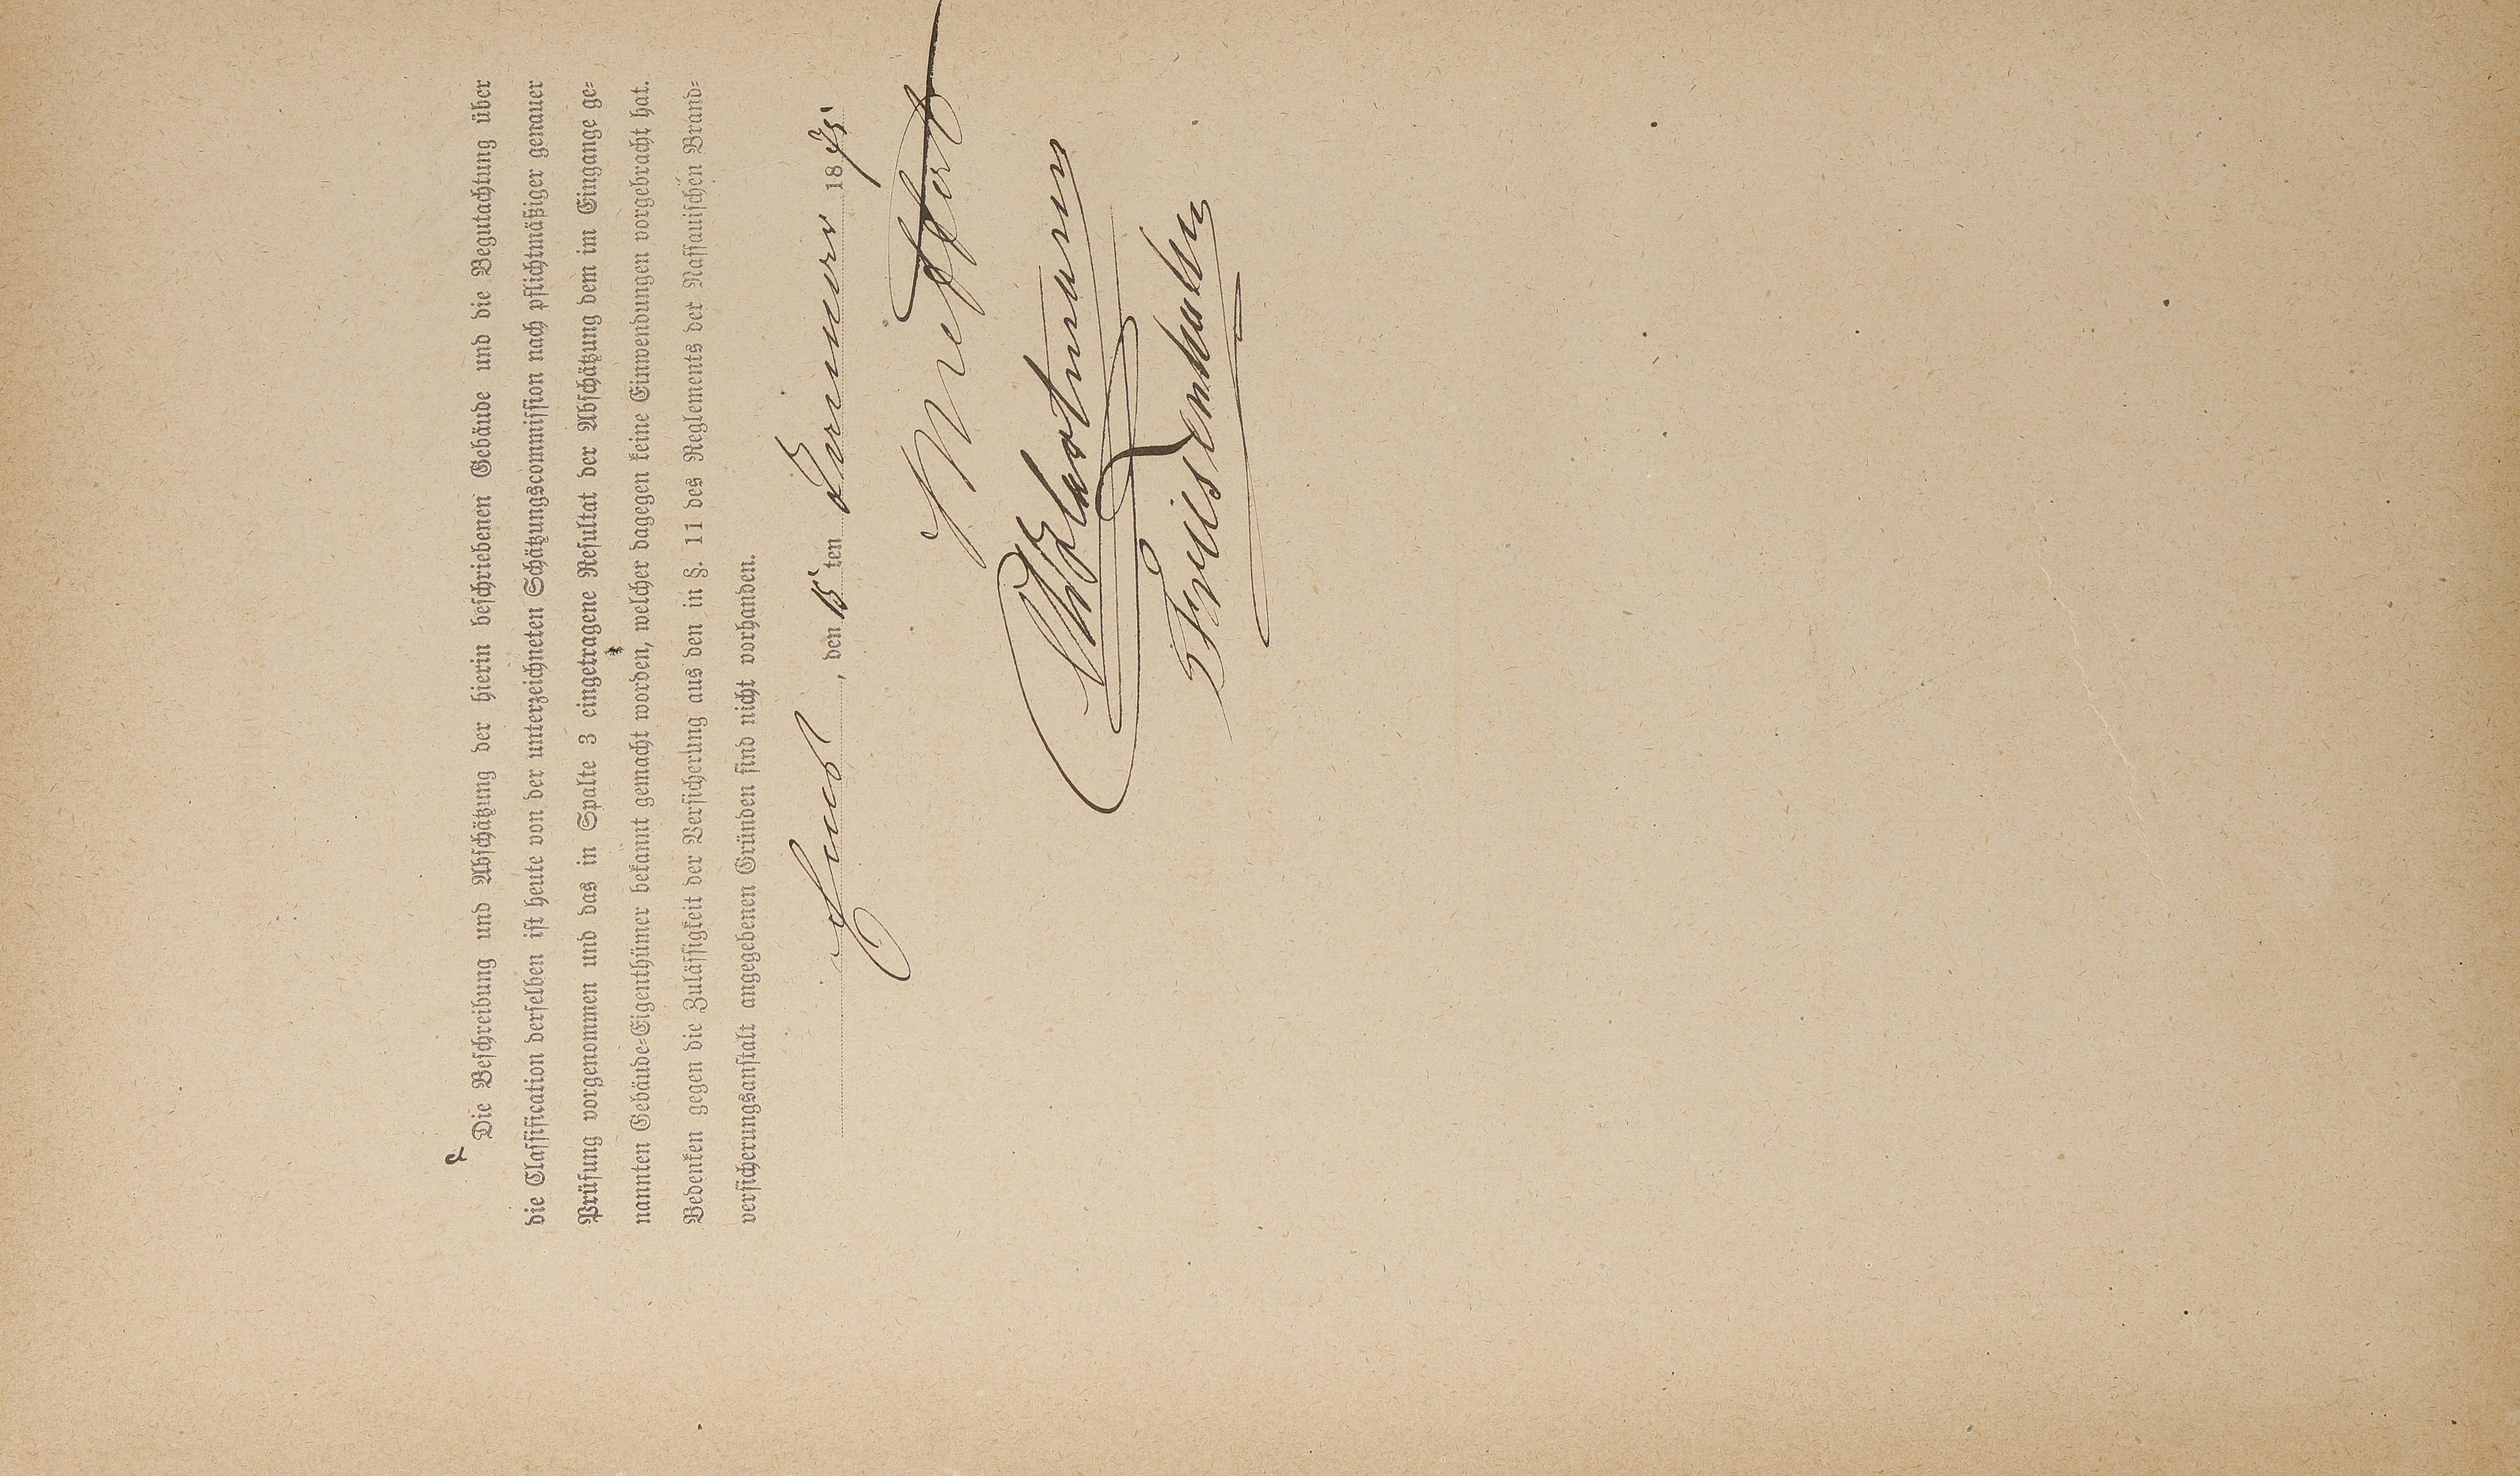 Die Beschreibung und Abschätzung der hierin beschriebenen Gebäude und die Begutachtung über
die Classification derselben ist heute von der unterzeichneten Schätzungscommission nach pflichtmäßiger genauer
Prüfung vorgenommen und das in Spalte 3 eingetragene Resultat der Abschätzung dem im Eingange ge-
nannten Gebäude-Eigenthümer bekannt gemacht worden, welcher dagegen keine Einwendungen vorgebracht hat.
Bedenken gegen die Zulässigkeit der Versicherung aus den in §. 11 des Reglements der Nassauischen Brand-
versicherungsanstalt angegebenen Gründen sind nicht vorhanden.
, den 15 ten 18